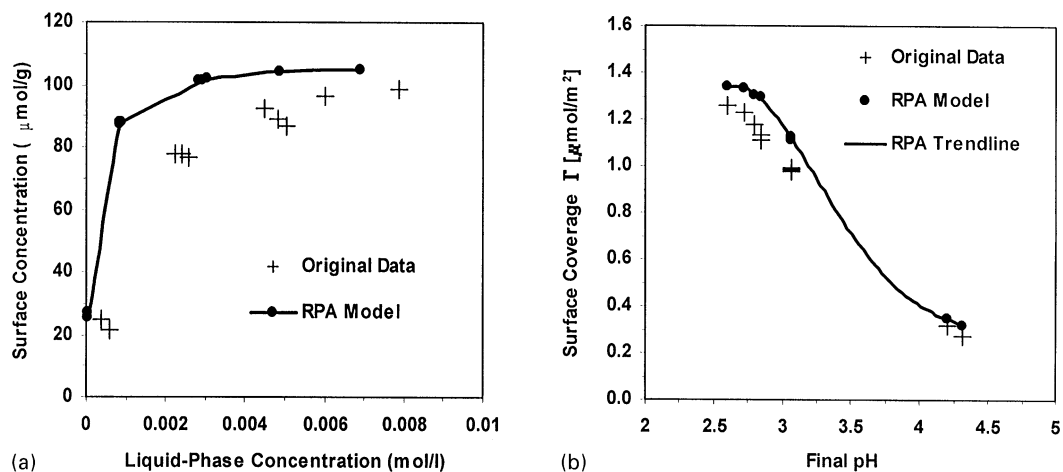 120
100
80
60
40
20
0
Surface Concentration ( μmol/g)
+ Original Data
RPA Model
0 0.002 0.004 0.006 0.008 0.01
(a) Liquid-Phase Concentration (mol/l)
1.6
1.4
1.2
1.0
0.8
0.6
0.4
0.2
0.0
Surface Coverage Γ [μmol/m²]
+ Original Data
RPA Model
RPA Trendline
2 2.5 3 3.5 4 4.5 5
(b) Final pH